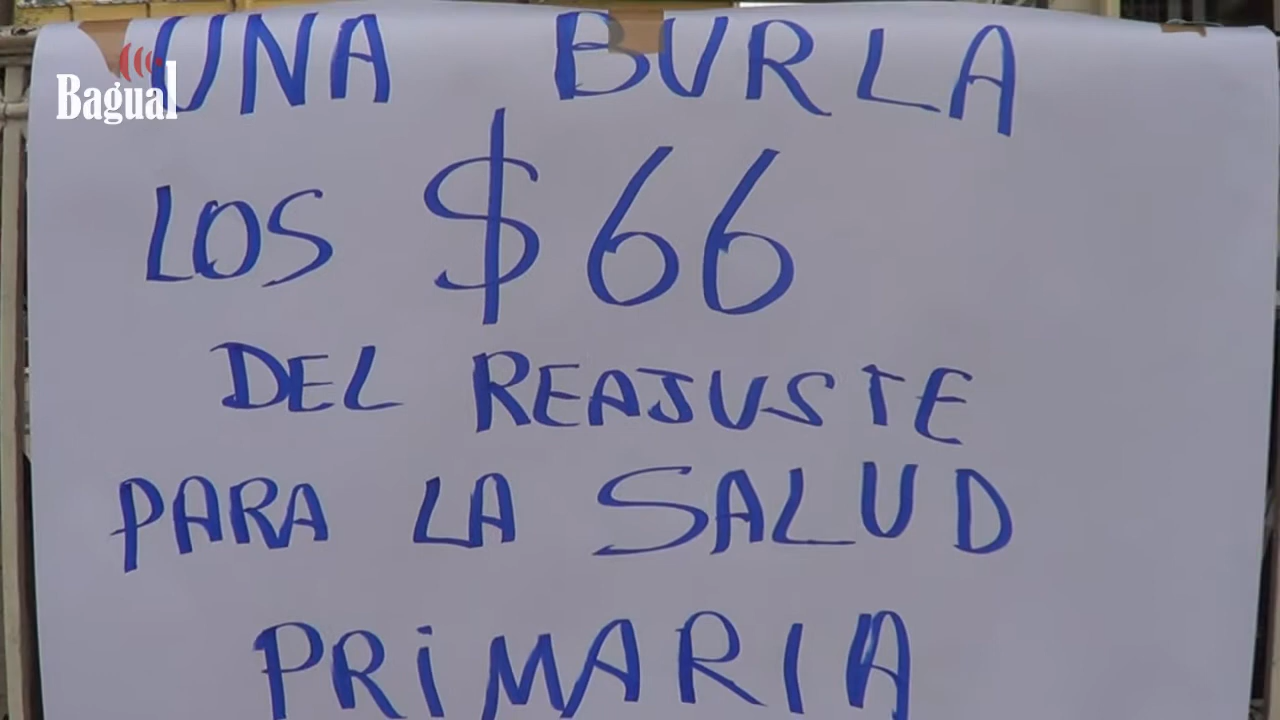 Bagual
UNA BURLA
LOS $66
DEL REAJUSTE
PARA LA SALUD
PRiMARIA